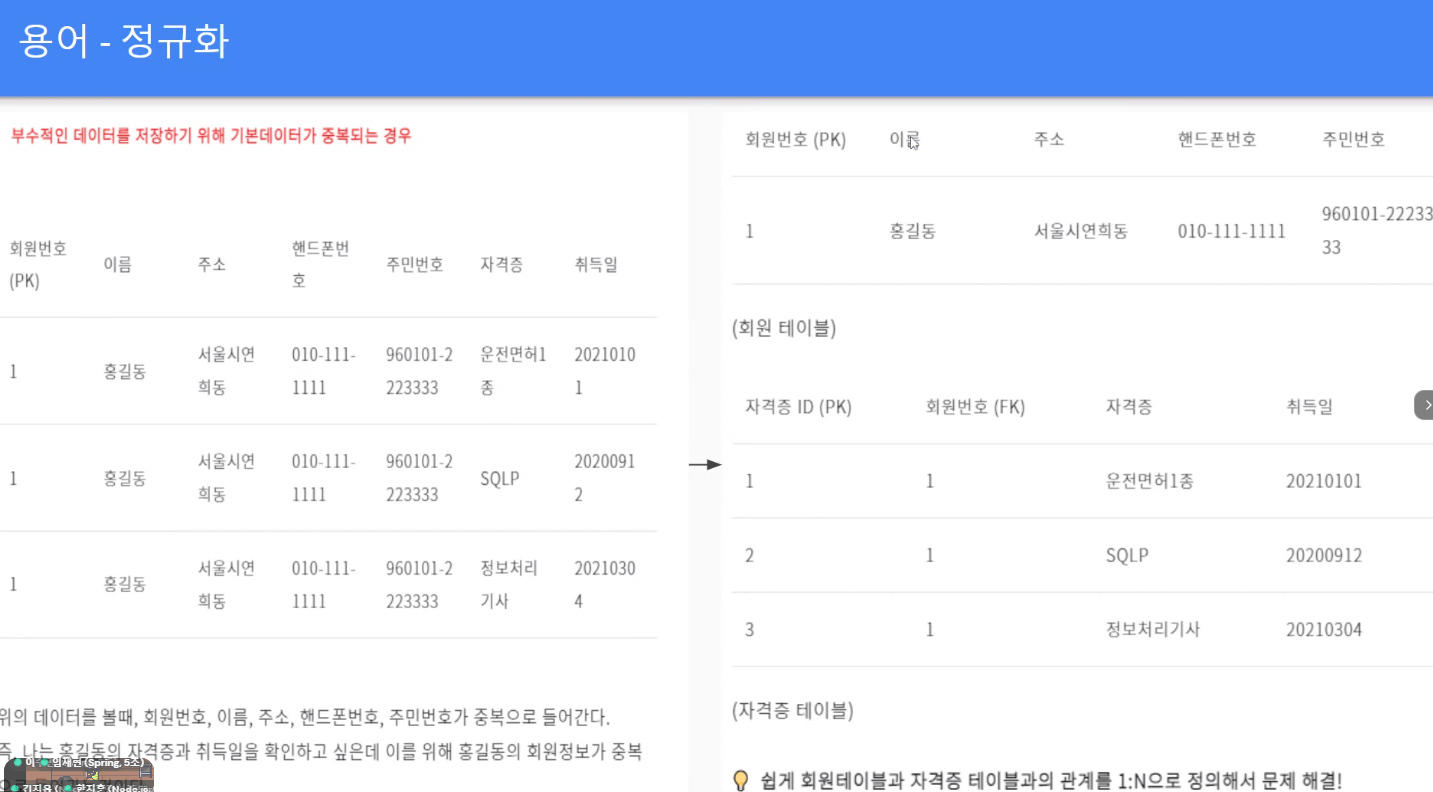 용어 - 정규화
부수적인 데이터를 저장하기 위해 기본데이터가 중복되는 경우
회원번호 (PK) 이름 주소 핸드폰번호 주민번호 자격증 취득일
1 홍길동 서울시연희동 010-111-1111 960101-2223333 운전면허1종 20210101
1 홍길동 서울시연희동 010-111-1111 960101-2223333 SQLP 20200912
1 홍길동 서울시연희동 010-111-1111 960101-2223333 정보처리기사 20210304
위의 데이터를 볼때, 회원번호, 이름, 주소, 핸드폰번호, 주민번호가 중복으로 들어간다.
즉, 나는 홍길동의 자격증과 취득일을 확인하고 싶은데 이를 위해 홍길동의 회원정보가 중복
임재현 (Spring, 5조)
회원번호 (PK) 이름 주소 핸드폰번호 주민번호
1 홍길동 서울시연희동 010-111-1111 960101-2223333
(회원 테이블)
자격증 ID (PK) 회원번호 (FK) 자격증 취득일
1 1 운전면허1종 20210101
2 1 SQLP 20200912
3 1 정보처리기사 20210304
(자격증 테이블)
쉽게 회원테이블과 자격증 테이블과의 관계를 1:N으로 정의해서 문제 해결!